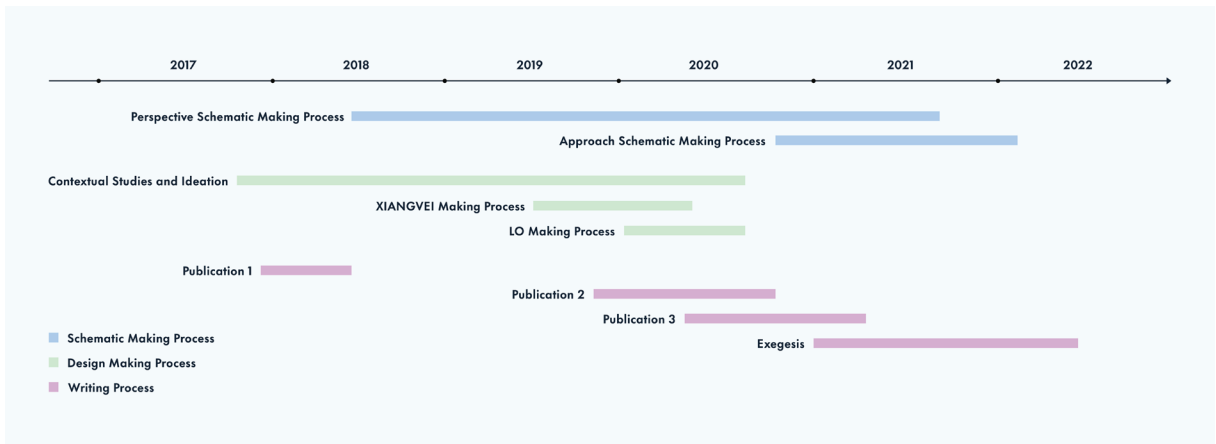 2017 2018 2019 2020 2021 2022
Perspective Schematic Making Process
Approach Schematic Making Process
Contextual Studies and Ideation
XIANGVEI Making Process
LO Making Process
Publication 1
Publication 2
Publication 3
Exegesis
Schematic Making Process
Design Making Process
Writing Process